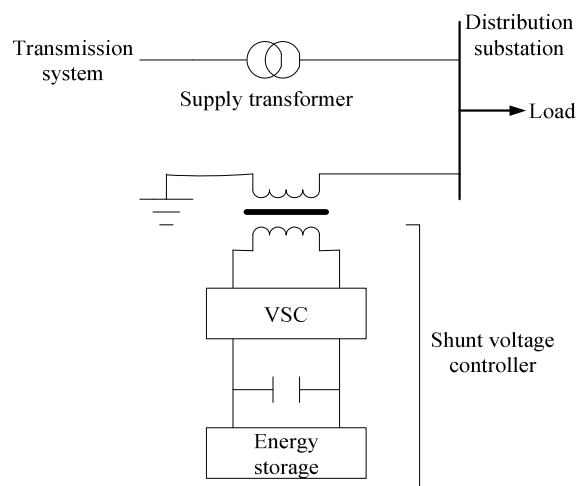 Transmission
system
Supply transformer
Distribution
substation
Load
VSC
Shunt voltage
controller
Energy
storage